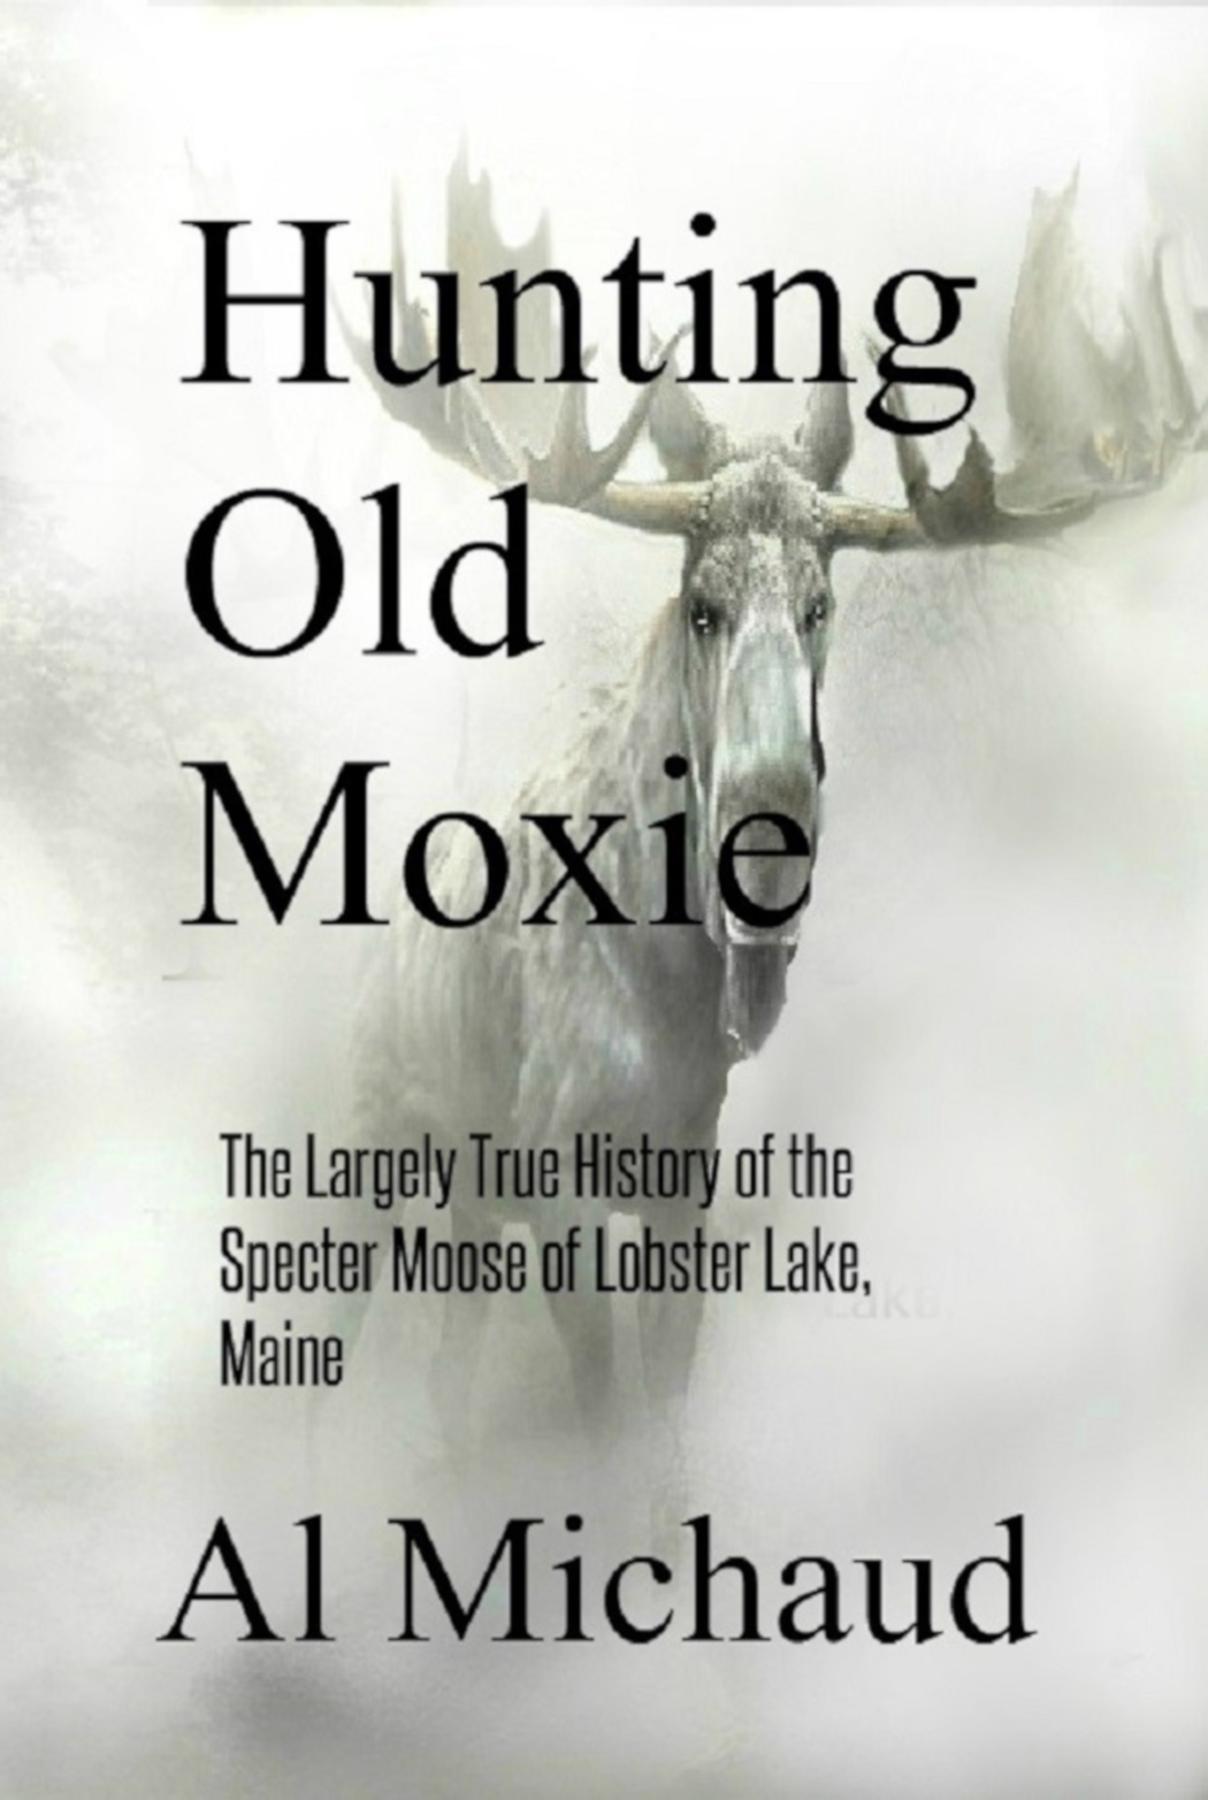 Hunting
Old
Moxie
The Largely True History of the
Specter Moose of Lobster Lake,
Maine
Al Michaud